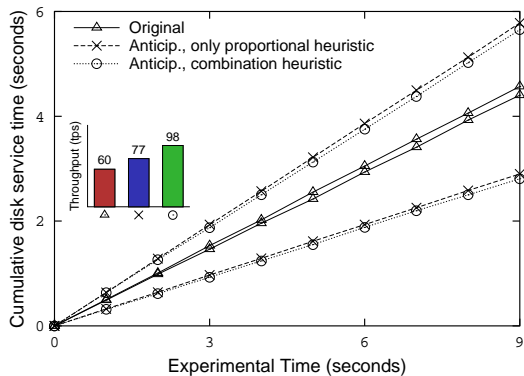 6
4
2
0
Cumulative disk service time (seconds)
Original
Anticip., only proportional heuristic
Anticip., combination heuristic
Throughput (tps)
60
77
98
0
3
6
9
Experimental Time (seconds)